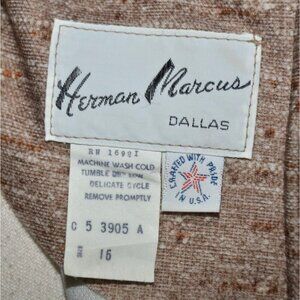 Herman Marcus
DALLAS
RN 16991
MACHINE WASH COLD
TUMBLE DRY LOW
DELICATE CYCLE
REMOVE PROMPTLY
C 5 3905 A
SIZE 16
CRAFTED WITH PRIDE
IN U.S.A.